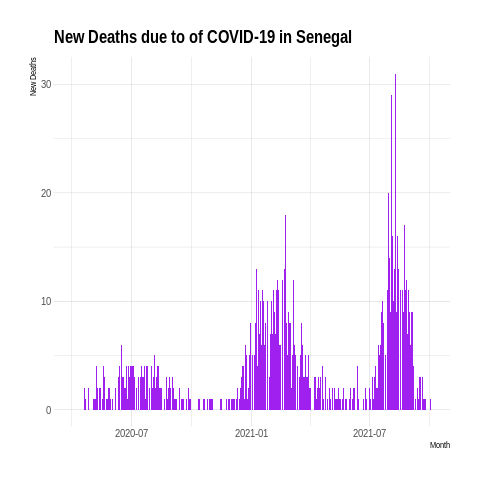 New Deaths due to of COVID-19 in Senegal
New Deaths
30
20
10
0
2020-07
2021-01
2021-07
Month